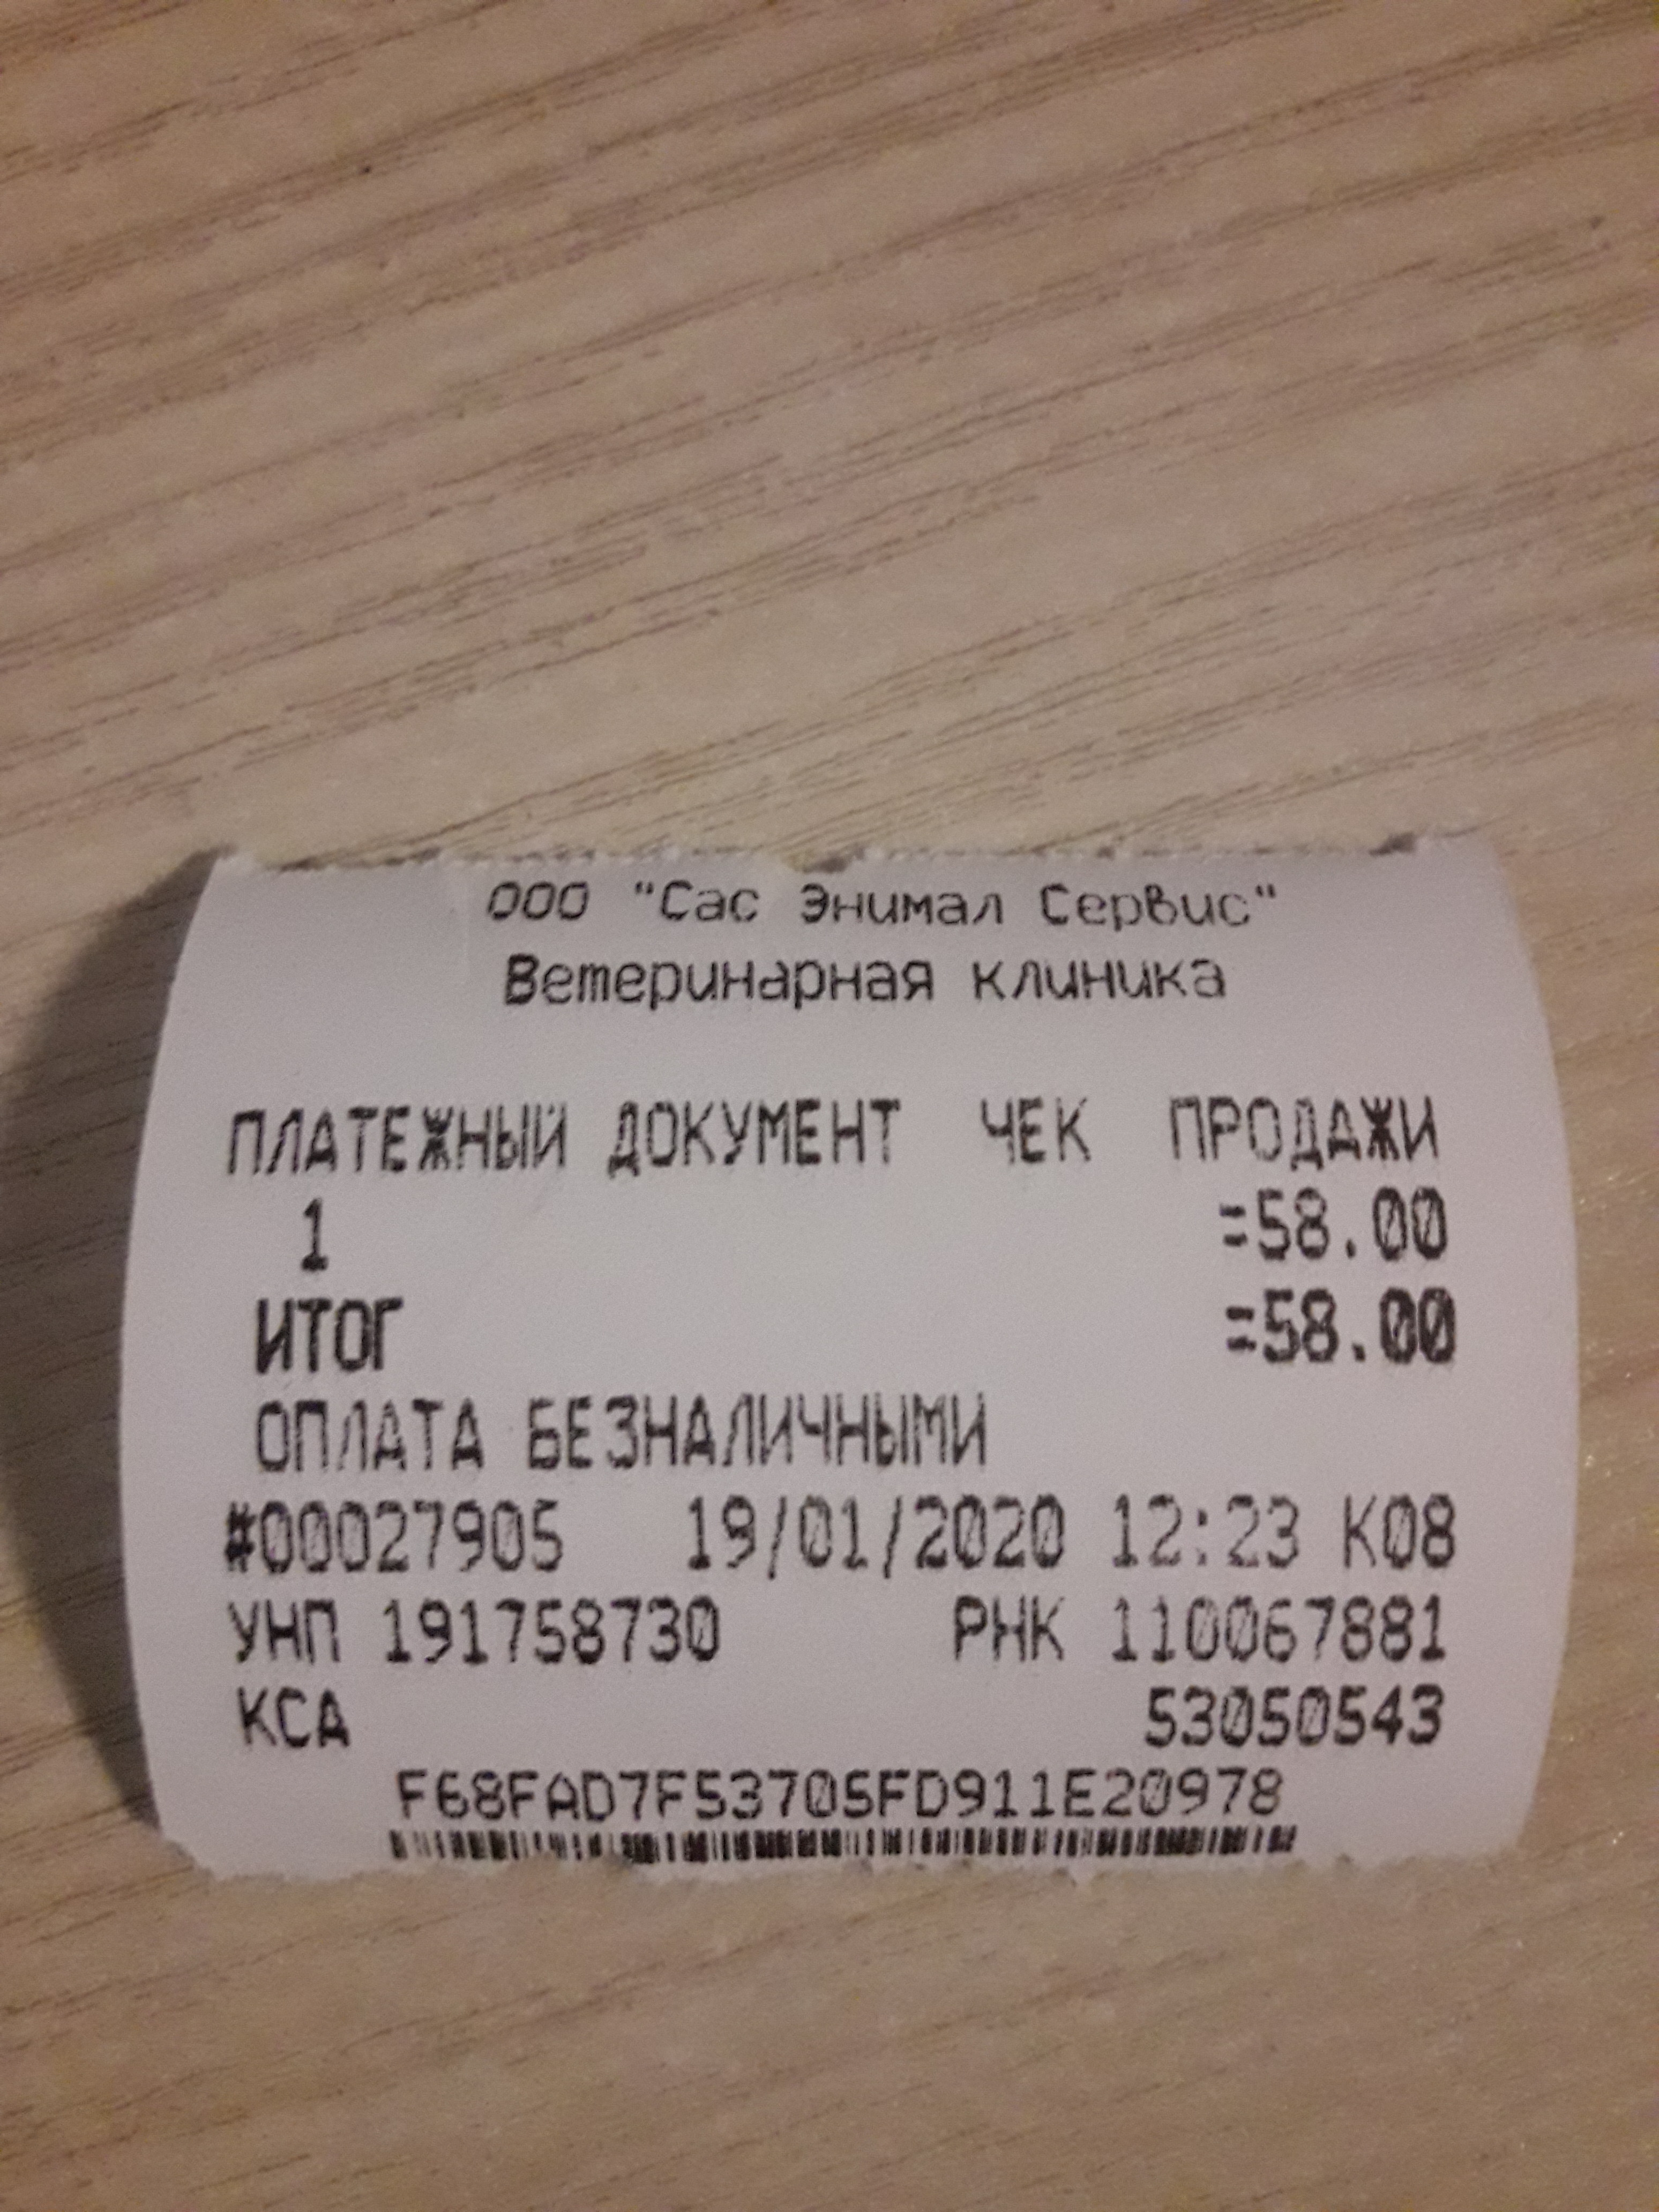 ООО "Сас Энимал Сервис"
Ветеринарная клиника
ПЛАТЕЖНЫЙ ДОКУМЕНТ ЧЕК ПРОДАЖИ
1 =58.00
ИТОГ =58.00
ОПЛАТА БЕЗНАЛИЧНЫМИ
#00027905 19/01/2020 12:23 К08
УНП 191758730 РНК 110067881
КСА 53050543
F68FAD7F53705FD911E20978